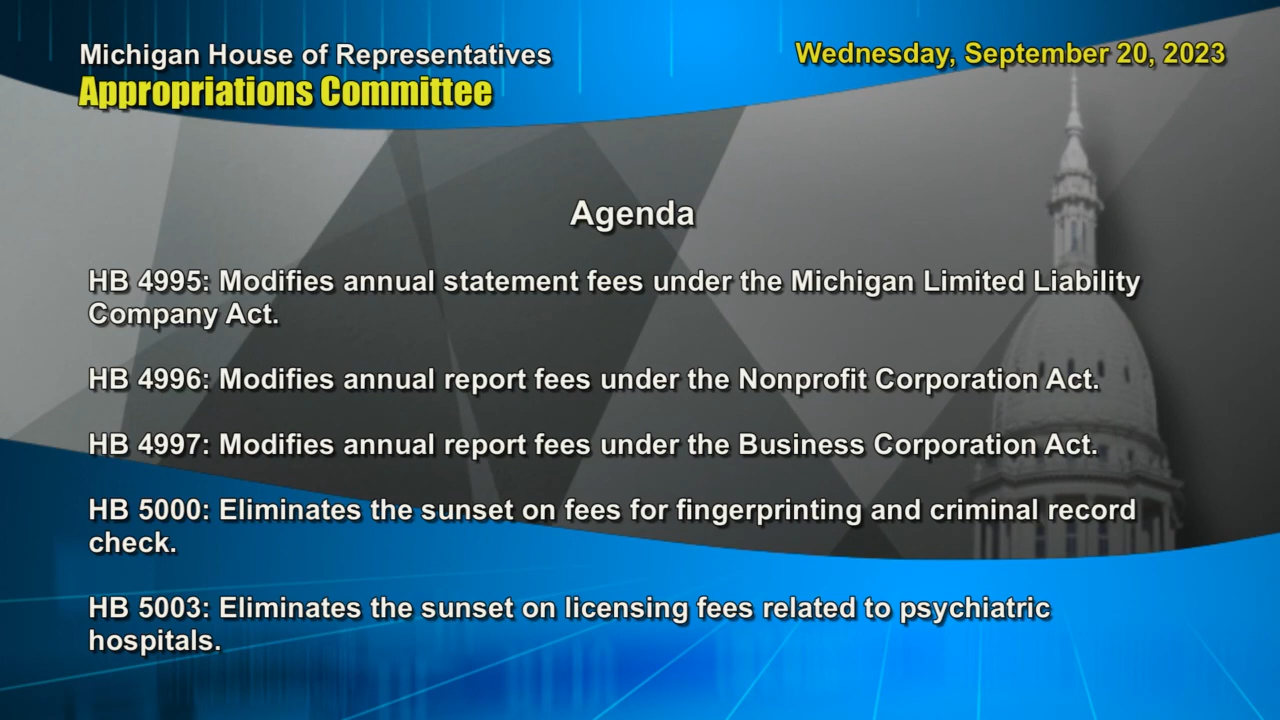 Michigan House of Representatives
Appropriations Committee
Wednesday, September 20, 2023
Agenda
HB 4995: Modifies annual statement fees under the Michigan Limited Liability
Company Act.
HB 4996: Modifies annual report fees under the Nonprofit Corporation Act.
HB 4997: Modifies annual report fees under the Business Corporation Act.
HB 5000: Eliminates the sunset on fees for fingerprinting and criminal record
check.
HB 5003: Eliminates the sunset on licensing fees related to psychiatric
hospitals.